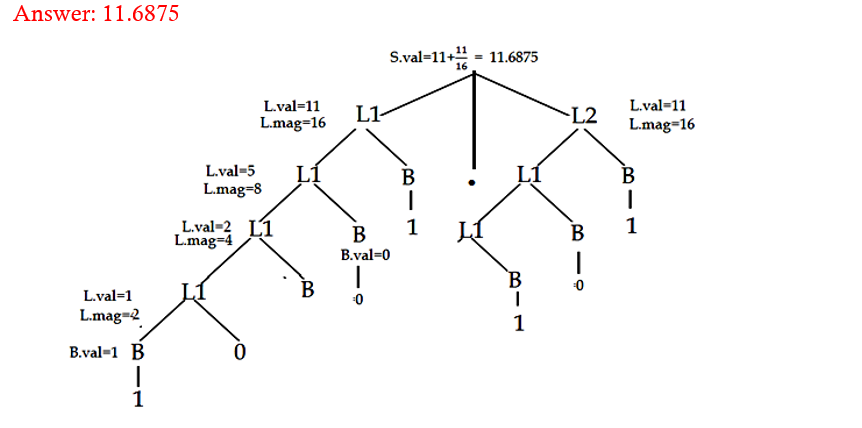 Answer: 11.6875
S.val=11+11/16 = 11.6875
L.val=11
L.mag=16
L1
L2
L.val=11
L.mag=16
L.val=5
L.mag=8
L1
B
.
L1
B
1
1
L.val=2
L.mag=4
L1
B
B.val=0
0
L1
B
0
L.val=1
L.mag=2
L1
B
B
1
B.val=1
B
0
1